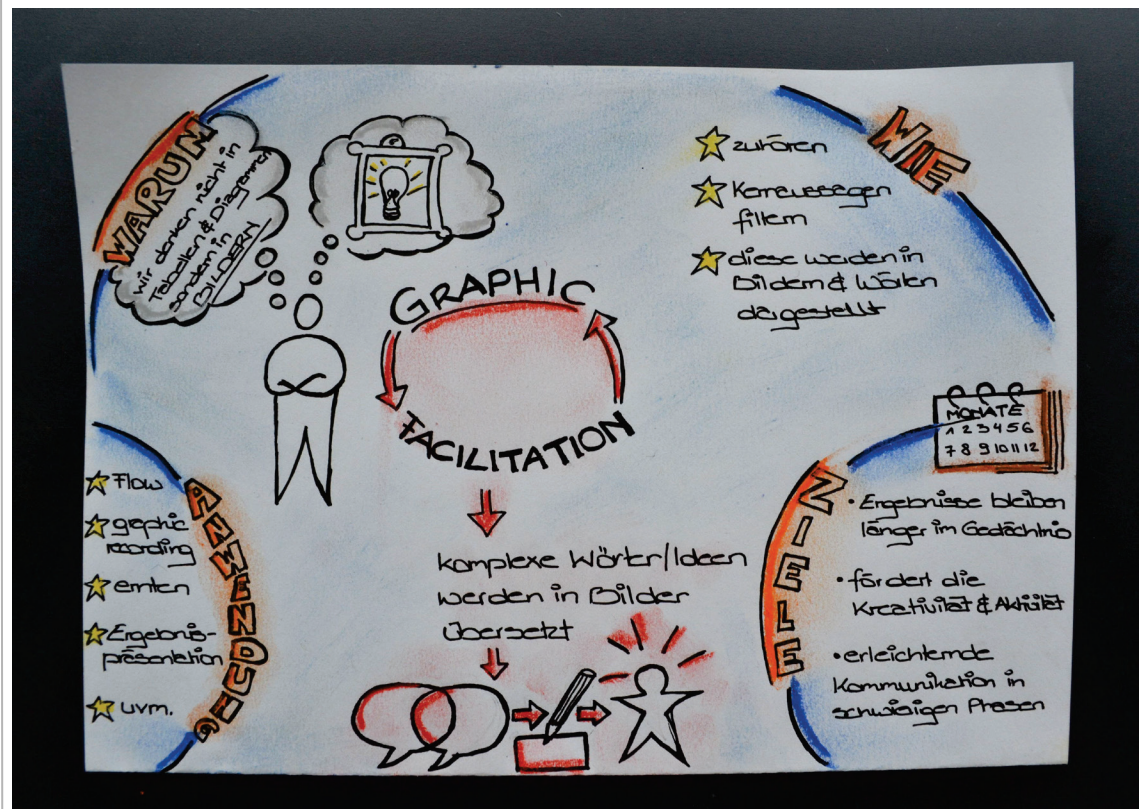 WARUM
wir denken nicht in
Tabellen & Diagrammen
sondern in
BILDERN
GRAPHIC
FACILITATION
komplexe Wörter/Ideen
werden in Bilder
übersetzt
WIE
zuhören
Kernaussagen
filtern
diese werden in
Bildern & Worten
dargestellt
ANWENDUNG
Flow
graphic
recording
ernten
Ergebnis-
präsentation
uvm.
MONATE
1 2 3 4 5 6
7 8 9 10 11 12
ZIELE
• Ergebnisse bleiben
länger im Gedächtnis
• fördert die
Kreativität & Aktivität
• erleichternde
Kommunikation in
schwierigen Phasen